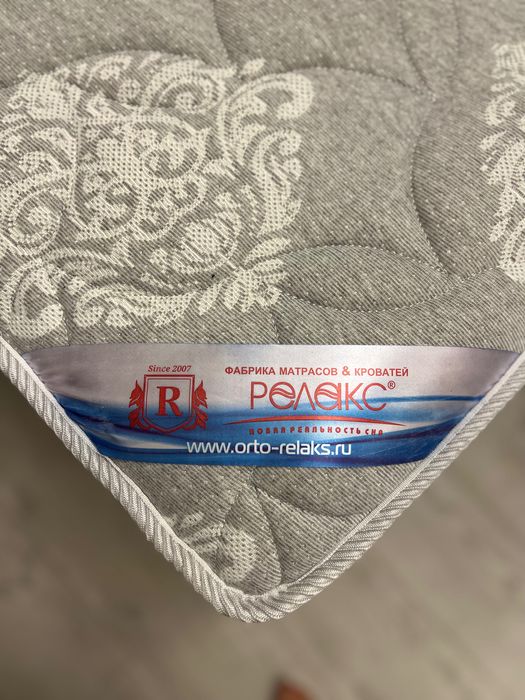 Since 2007
R
ФАБРИКА МАТРАСОВ & КРОВАТЕЙ
РЕЛАКС®
НОВАЯ РЕАЛЬНОСТЬ СНА
www.orto-relaks.ru